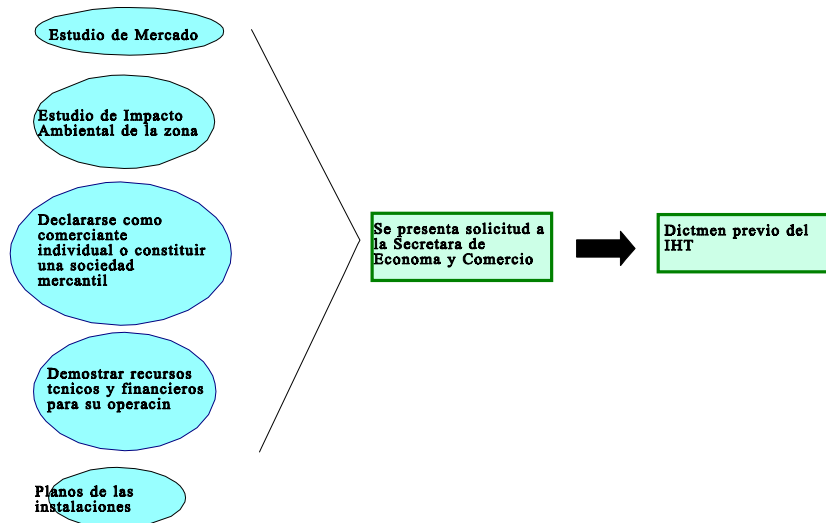 Estudio de Mercado
Estudio de Impacto
Ambiental de la zona
Declararse como
comerciante
individual o constituir
una sociedad
mercantil
Demostrar recursos
tcnicos y financieros
para su operacin
Planos de las
instalaciones
Se presenta solicitud a
la Secretara de
Economa y Comercio
Dictmen previo del
IHT